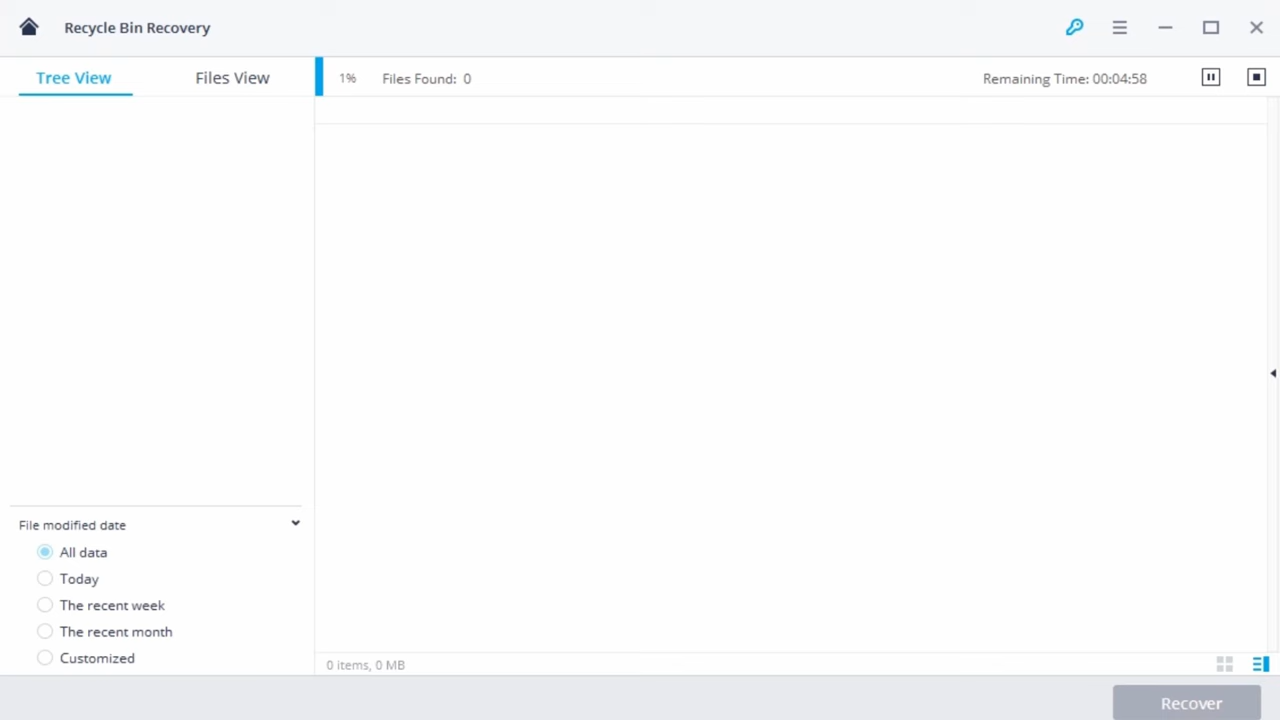 Recycle Bin Recovery
Tree View
Files View
1%
Files Found: 0
Remaining Time: 00:04:58
File modified date
All data
Today
The recent week
The recent month
Customized
0 items, 0 MB
Recover